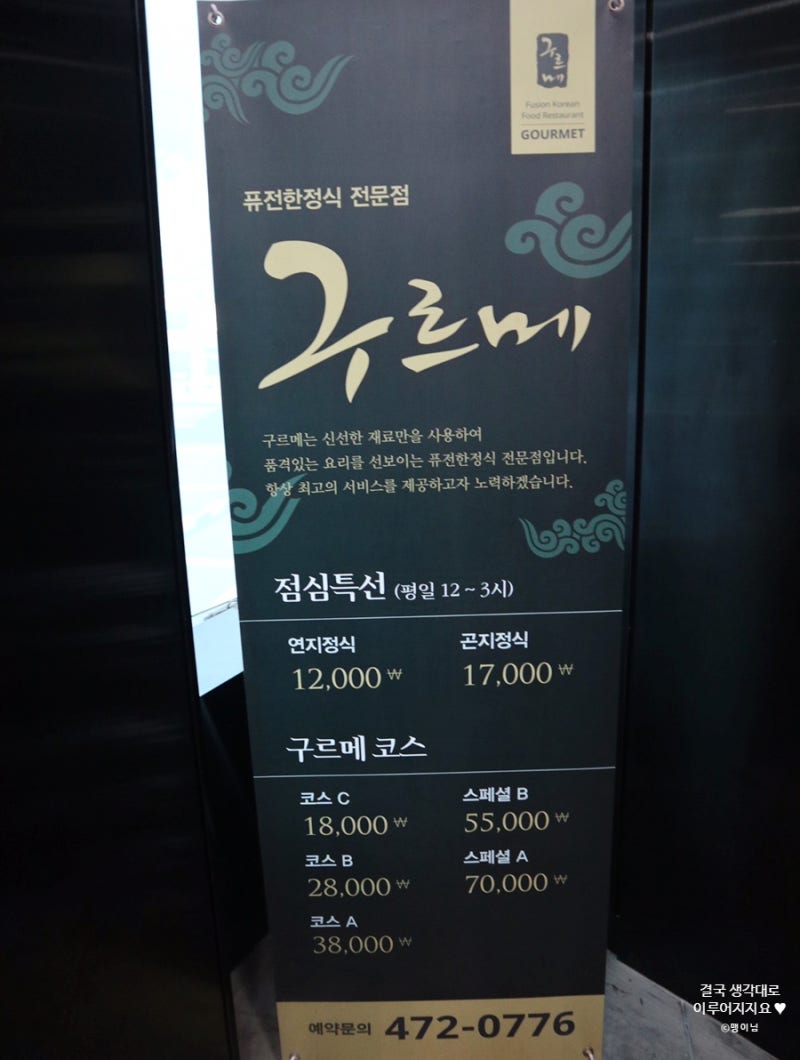 구르메
Fusion Korean
Food Restaurant
GOURMET
퓨전한정식 전문점
구르메
구르메는 신선한 재료만을 사용하여
품격있는 요리를 선보이는 퓨전한정식 전문점입니다.
항상 최고의 서비스를 제공하고자 노력하겠습니다.
점심특선 (평일 12 ~ 3시)
연지정식 곤지정식
12,000 ₩ 17,000 ₩
구르메 코스
코스 C 스페셜 B
18,000 ₩ 55,000 ₩
코스 B 스페셜 A
28,000 ₩ 70,000 ₩
코스 A
38,000 ₩
예약문의 472-0776
결국 생각대로
이루어지지요 ♥
©맹이님